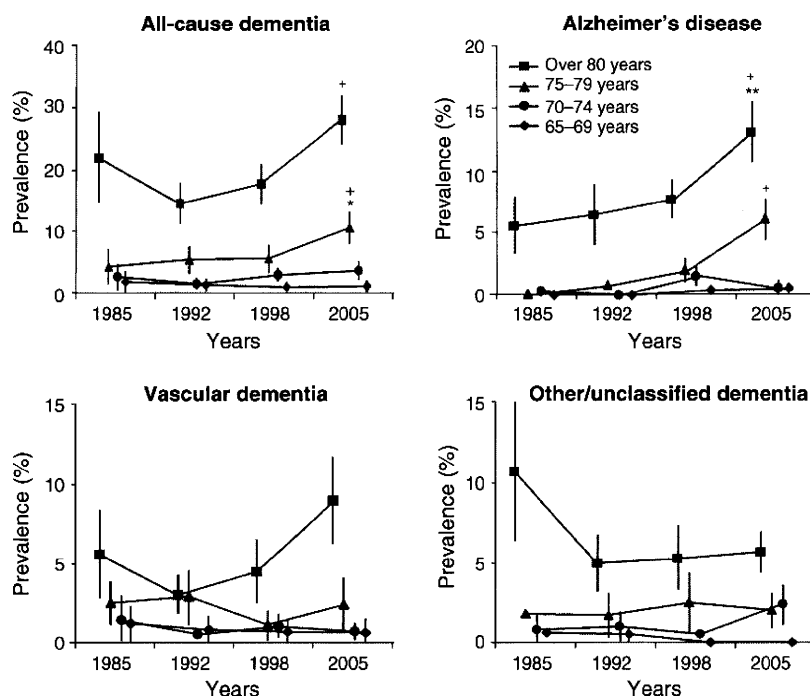 All-cause dementia
Prevalence (%)
40
30
20
10
0
+
+
*
1985
1992
1998
2005
Years
Alzheimer's disease
Prevalence (%)
15
10
5
0
Over 80 years
75–79 years
70–74 years
65–69 years
+
**
+
1985
1992
1998
2005
Years
Vascular dementia
Prevalence (%)
15
10
5
0
1985
1992
1998
2005
Years
Other/unclassified dementia
Prevalence (%)
15
10
5
0
1985
1992
1998
2005
Years